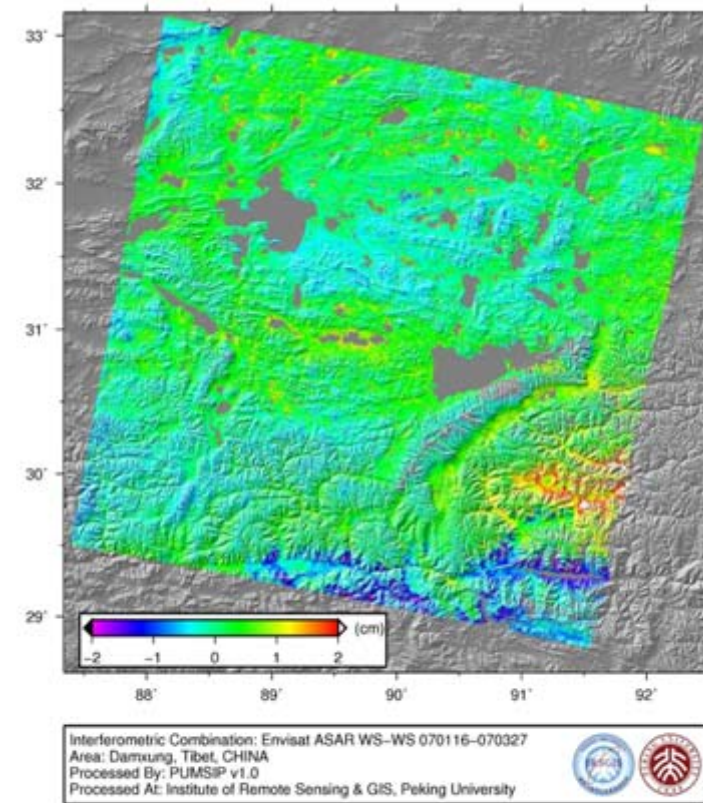 33'
32'
31'
30'
29'
(cm)
−2 −1 0 1 2
88' 89' 90' 91' 92'
Interferometric Combination: Envisat ASAR WS−WS 070116−070327
Area: Damxung, Tibet, CHINA
Processed By: PUMSIP v1.0
Processed At: Institute of Remote Sensing & GIS, Peking University